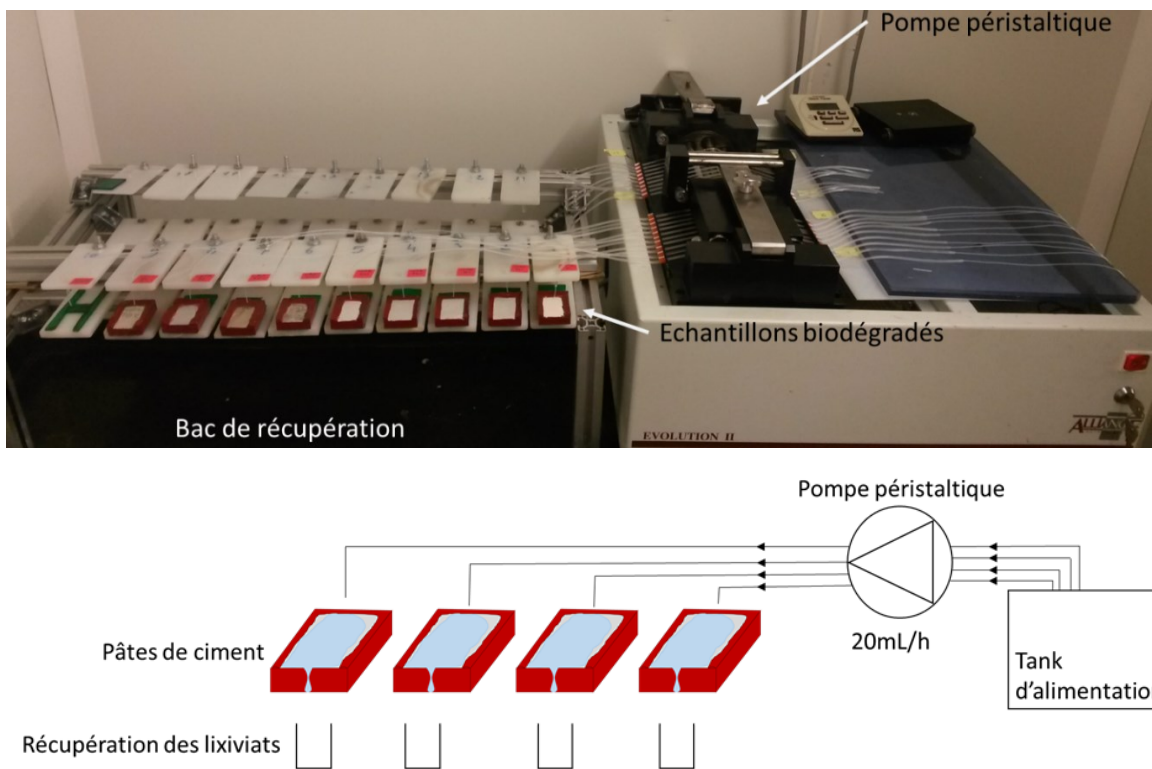 Pompe péristaltique
Echantillons biodégradés
Bac de récupération
EVOLUTION II
Pompe péristaltique
20mL/h
Pâtes de ciment
Tank
d'alimentation
Récupération des lixiviats